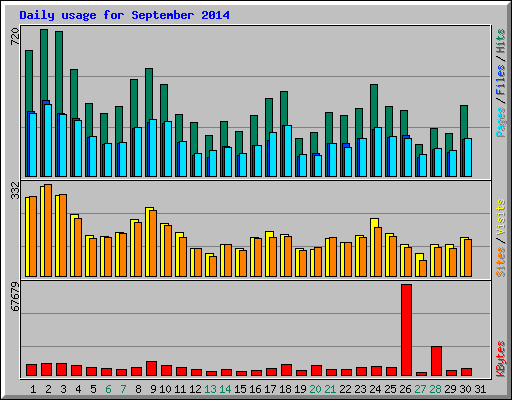 Daily usage for September 2014
720
Pages / Files / Hits
332
Sites / Visits
67679
KBytes
1 2 3 4 5 6 7 8 9 10 11 12 13 14 15 16 17 18 19 20 21 22 23 24 25 26 27 28 29 30 31